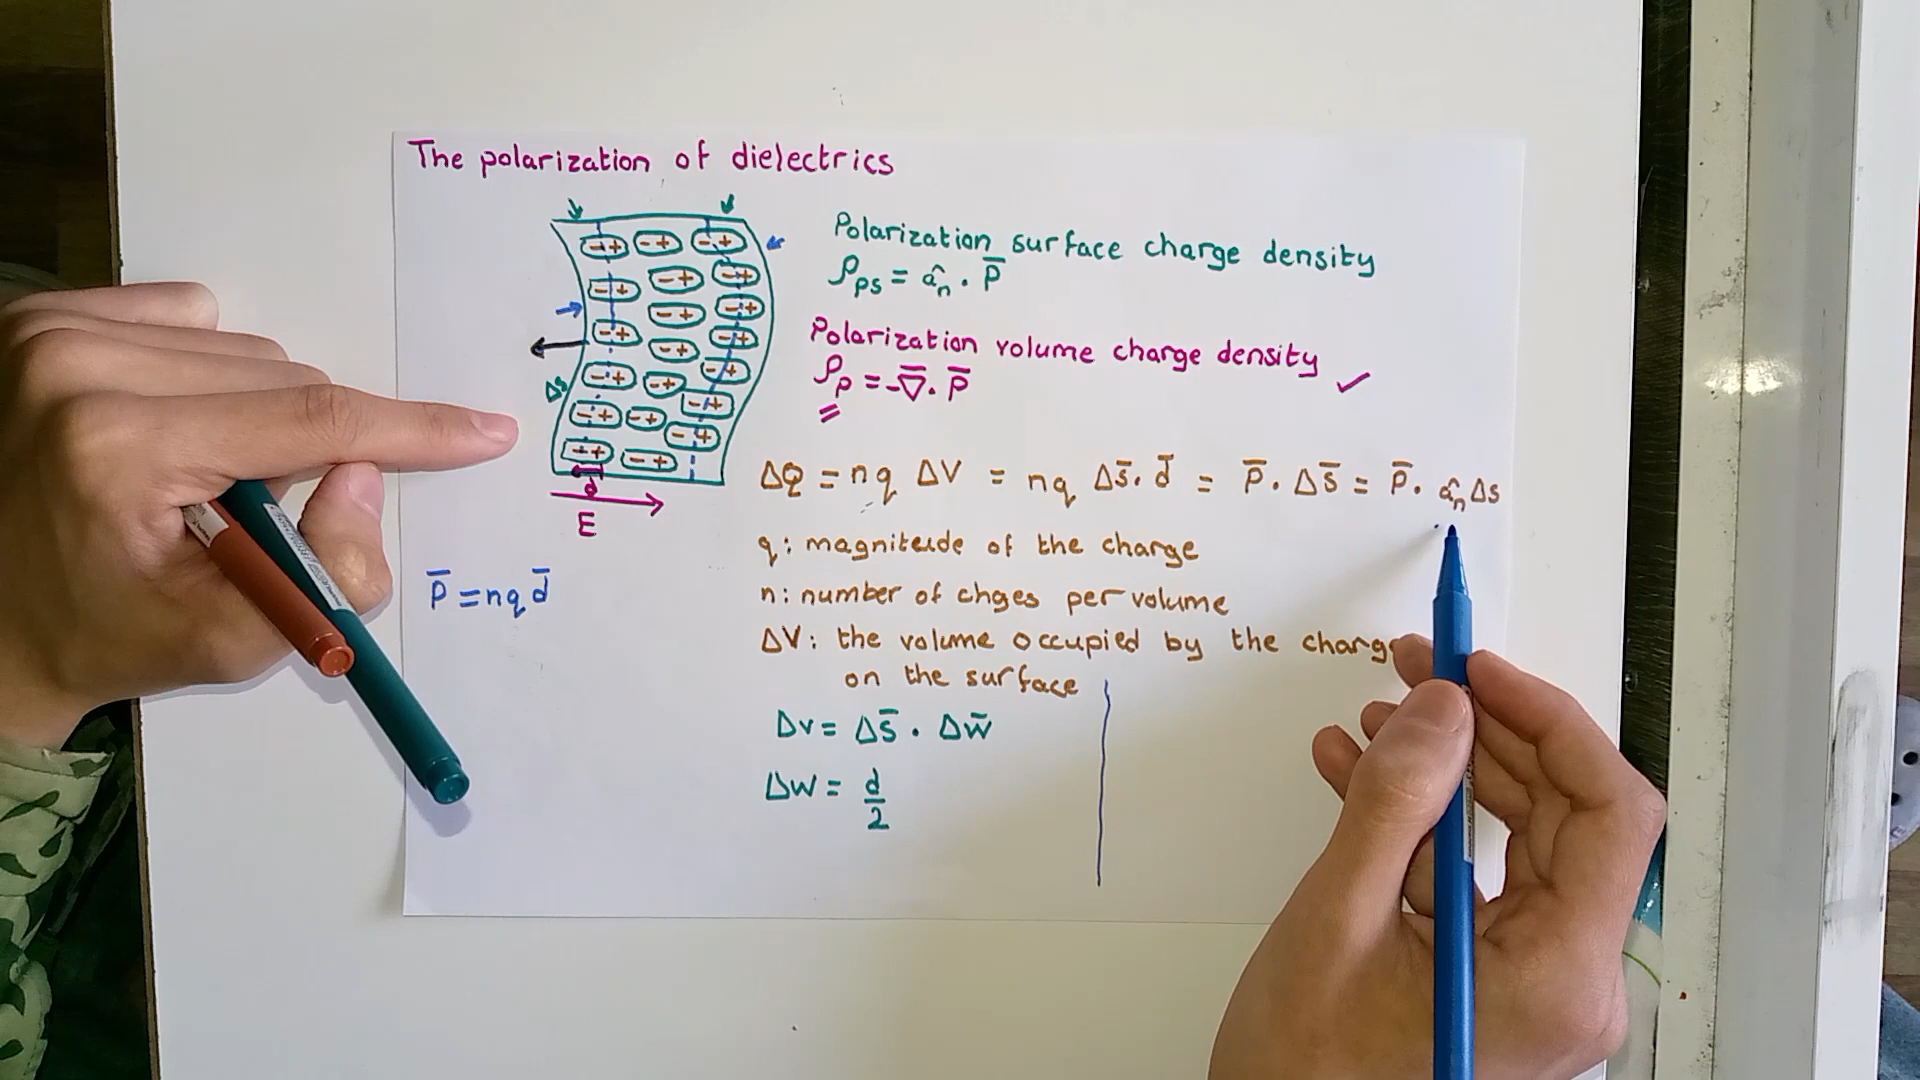 The polarization of dielectrics
Polarization surface charge density
ρps = âₙ . P̄
Polarization volume charge density ✓
ρp = -∇̄ . P̄
Δs
d
E
ΔQ = nq ΔV = nq Δs̄ . d̄ = P̄ . Δs̄ = P̄ . âₙ Δs
q : magniteude of the charge
P̄ = nq d̄
n : number of chges per volume
ΔV : the volume occupied by the charge
on the surface
Δv = Δs̄ . Δw̄
Δw = d/2